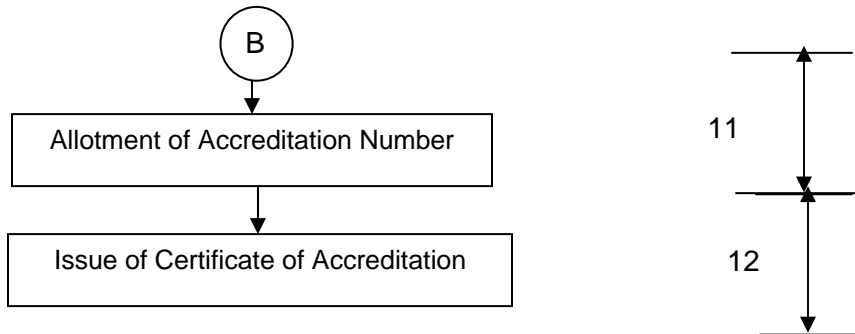 B
Allotment of Accreditation Number
11
Issue of Certificate of Accreditation
12